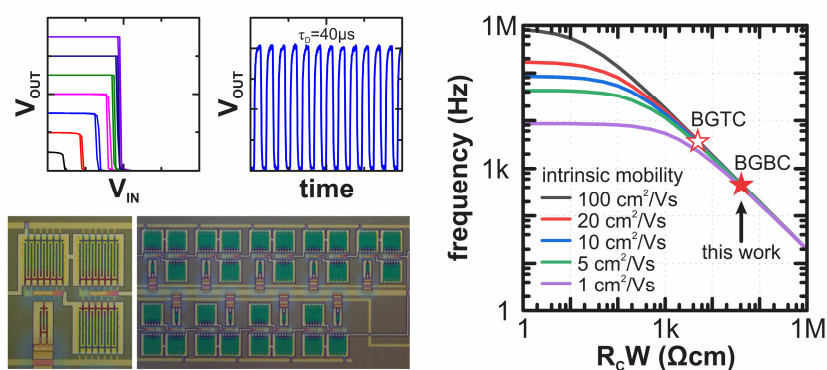 V_OUT
V_IN
τ_D=40μs
V_OUT
time
frequency (Hz)
1M
1k
1
BGTC
BGBC
this work
intrinsic mobility
100 cm²/Vs
20 cm²/Vs
10 cm²/Vs
5 cm²/Vs
1 cm²/Vs
1
1k
1M
R_CW (Ωcm)